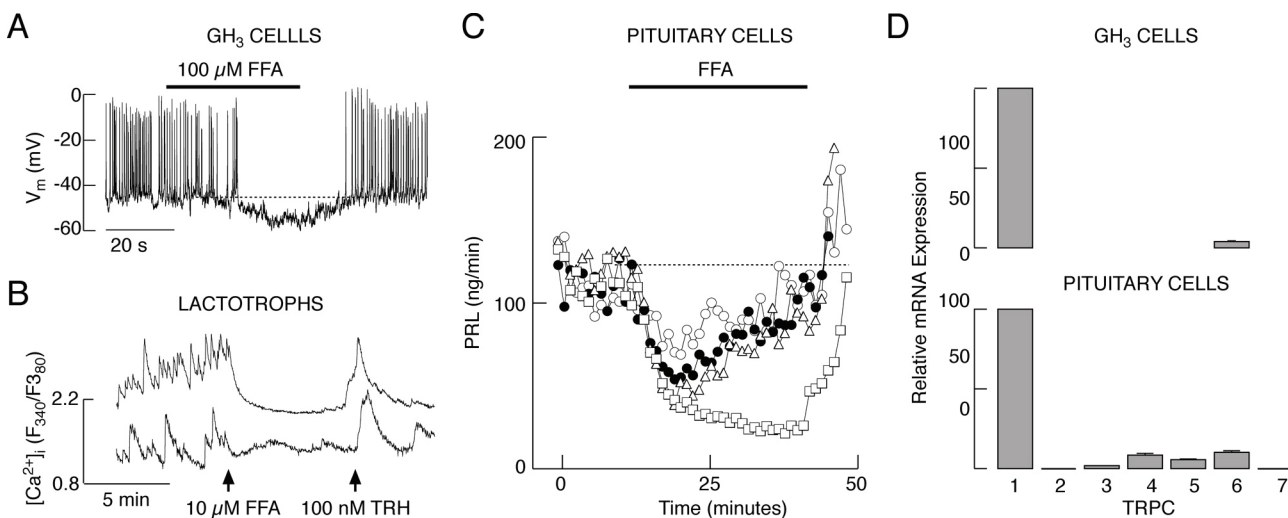 A
GH3 CELLLS
100 µM FFA
0
-20
-40
-60
Vm (mV)
20 s
B
LACTOTROPHS
2.2
0.8
[Ca2+]i (F340/F380)
5 min
10 µM FFA
100 nM TRH
C
PITUITARY CELLS
FFA
200
100
0
PRL (ng/min)
0 25 50
Time (minutes)
D
GH3 CELLS
100
50
0
PITUITARY CELLS
100
50
0
Relative mRNA Expression
1 2 3 4 5 6 7
TRPC